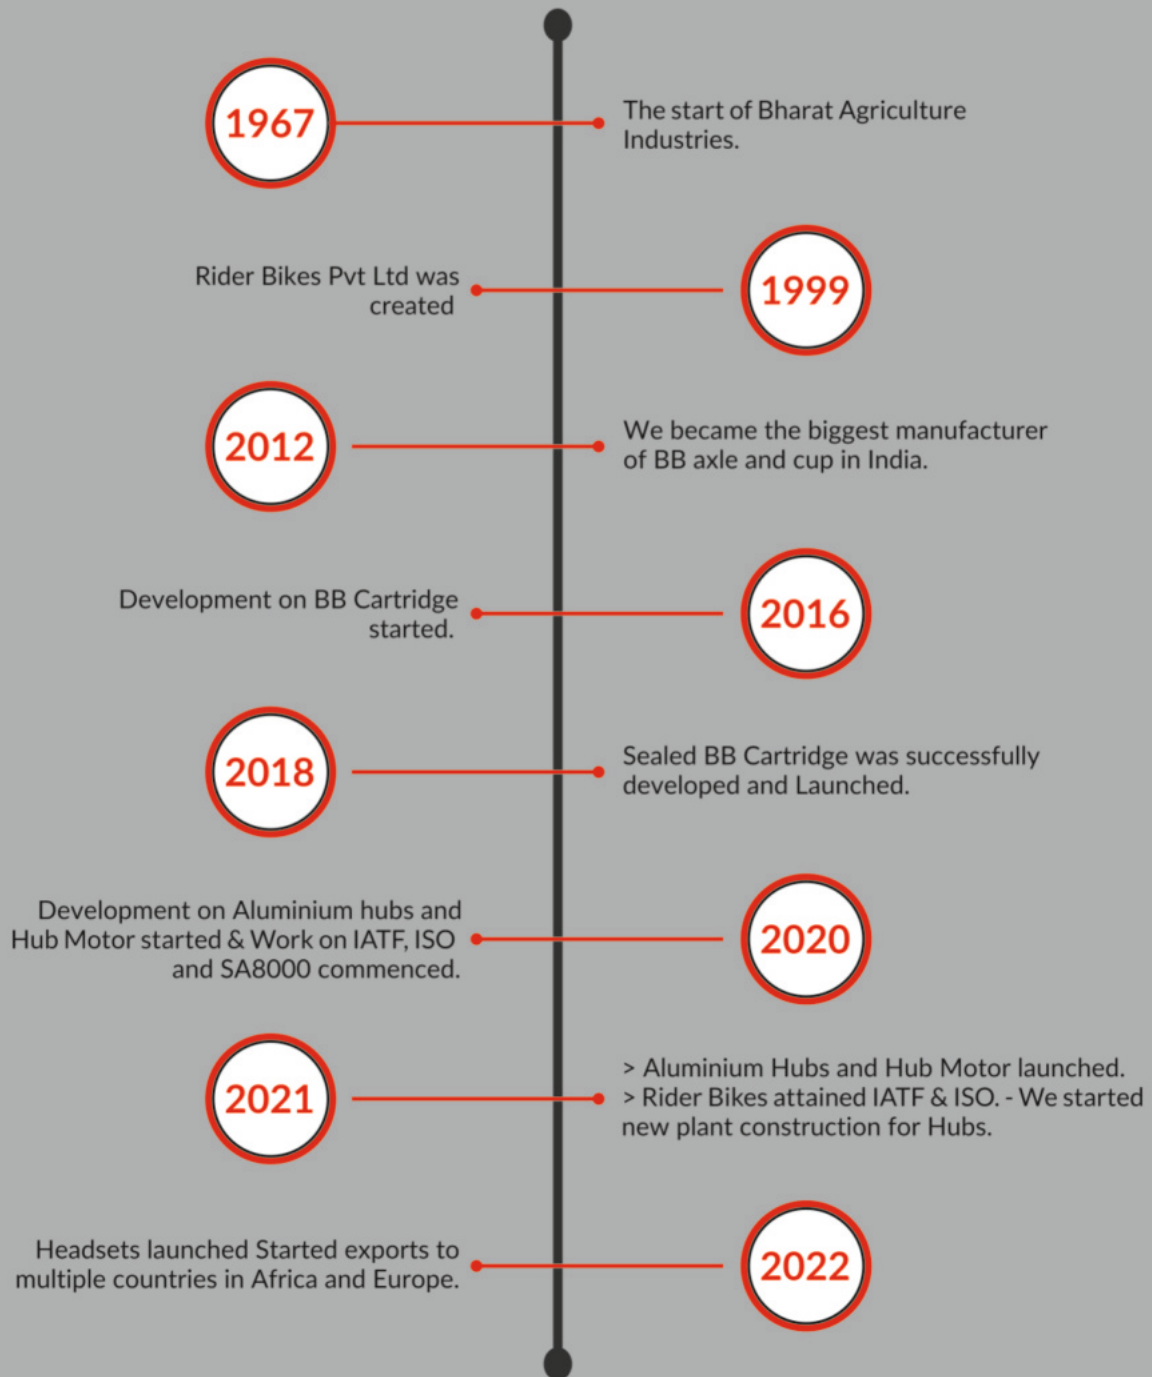 1967
The start of Bharat Agriculture
Industries.
Rider Bikes Pvt Ltd was
created
1999
2012
We became the biggest manufacturer
of BB axle and cup in India.
Development on BB Cartridge
started.
2016
2018
Sealed BB Cartridge was successfully
developed and Launched.
Development on Aluminium hubs and
Hub Motor started & Work on IATF, ISO
and SA8000 commenced.
2020
2021
> Aluminium Hubs and Hub Motor launched.
> Rider Bikes attained IATF & ISO. - We started
new plant construction for Hubs.
Headsets launched Started exports to
multiple countries in Africa and Europe.
2022